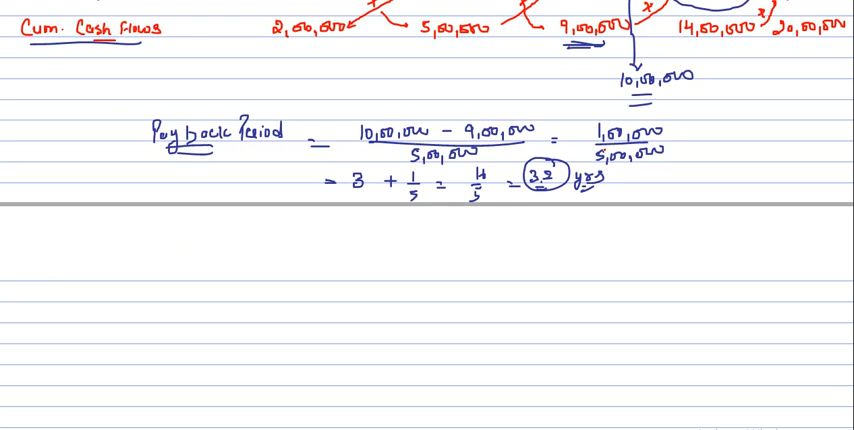 Cum. Cash Flows 2,00,000 5,00,000 9,00,000 14,00,000 20,00,000
10,00,000
Payback Period = 10,00,000 - 9,00,000 / 5,00,000 = 1,00,000 / 5,00,000
= 3 + 1/5 = 16/5 = 3.2 yrs